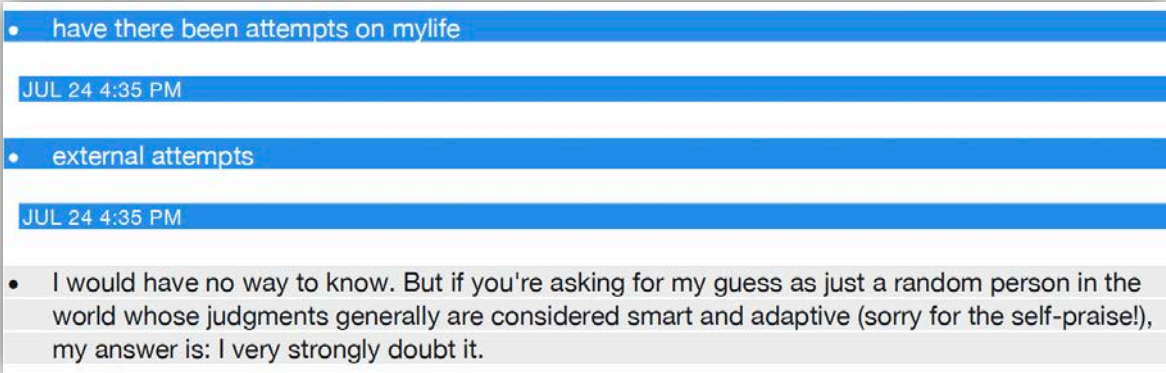 • have there been attempts on mylife
JUL 24 4:35 PM
• external attempts
JUL 24 4:35 PM
• I would have no way to know. But if you're asking for my guess as just a random person in the
world whose judgments generally are considered smart and adaptive (sorry for the self-praise!),
my answer is: I very strongly doubt it.